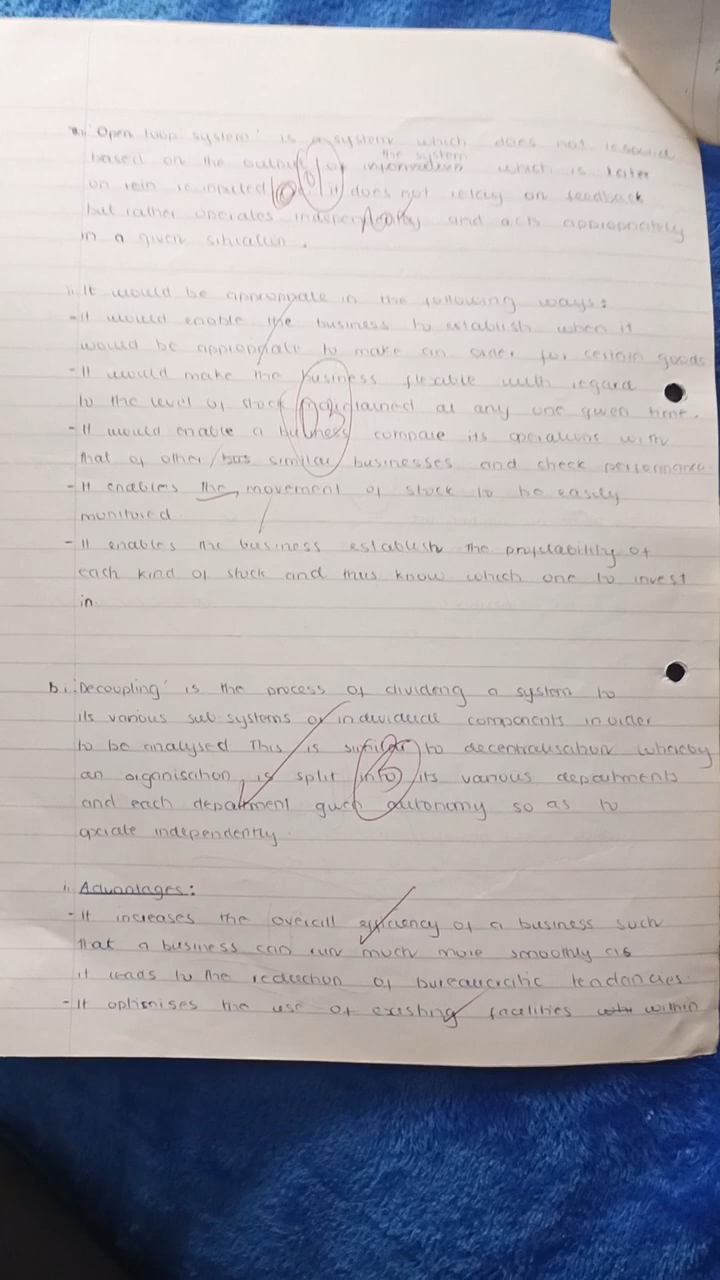 'Open loop system' is a system which does not
the system
based on the output of information which is later
on rein it does not relay on feedback
but rather operates and acts appropriately
in a given situation.
ii. It would be appropriate in the following ways:
- It would enable the business to establish when it
would be appropriate to make an order for certain goods
- It would make the business flexable with regard
to the level of stock maintained at any one given time.
- It would enable a business compare its operations with
that of other bus similar businesses and check performance
- It enables the movement of stock to be easily
monitored
- It enables the business establish the profitability of
each kind of stock and thus know which one to invest
in.
b i. 'Decoupling' is the process of dividing a system to
its various sub systems or individual components in order
to be analysed This is similar to decentralisation whereby
an organisation, is split into its various departments
and each department autonomy so as to
operate independently.
ii Advantages:
- It increases the overall efficiency of a business such
that a business can run much more smoothly as
it leads to the reduction of bureaucratic tendancies.
- It optimises the use of existing facilities within